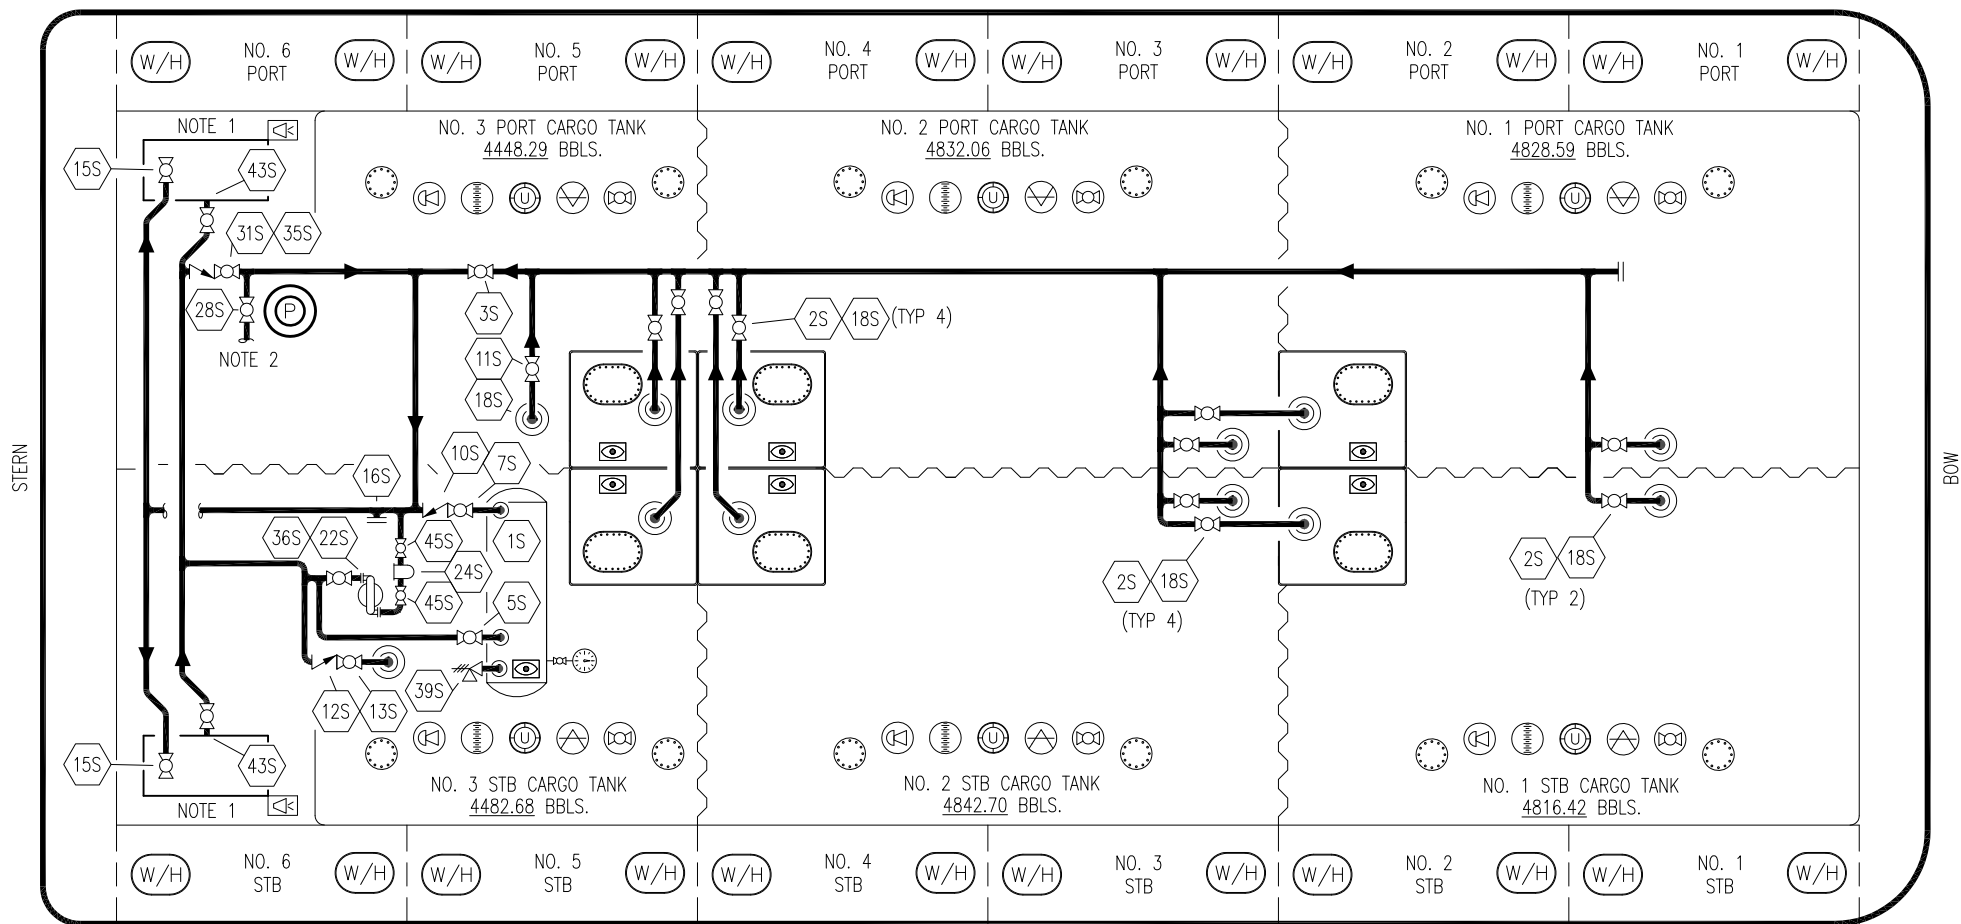 W/H
NO. 6
PORT
W/H
W/H
NO. 5
PORT
W/H
W/H
NO. 4
PORT
W/H
W/H
NO. 3
PORT
W/H
W/H
NO. 2
PORT
W/H
W/H
NO. 1
PORT
W/H
NOTE 1
NO. 3 PORT CARGO TANK
4448.29 BBLS.
NO. 2 PORT CARGO TANK
4832.06 BBLS.
NO. 1 PORT CARGO TANK
4828.59 BBLS.
15S
43S
U
U
U
31S
35S
28S
P
3S
2S
18S
(TYP 4)
NOTE 2
11S
18S
STERN
BOW
10S
7S
16S
36S
22S
45S
1S
24S
45S
5S
2S
18S
(TYP 4)
2S
18S
(TYP 2)
39S
12S
13S
15S
43S
U
U
U
NOTE 1
NO. 3 STB CARGO TANK
4482.68 BBLS.
NO. 2 STB CARGO TANK
4842.70 BBLS.
NO. 1 STB CARGO TANK
4816.42 BBLS.
W/H
NO. 6
STB
W/H
W/H
NO. 5
STB
W/H
W/H
NO. 4
STB
W/H
W/H
NO. 3
STB
W/H
W/H
NO. 2
STB
W/H
W/H
NO. 1
STB
W/H